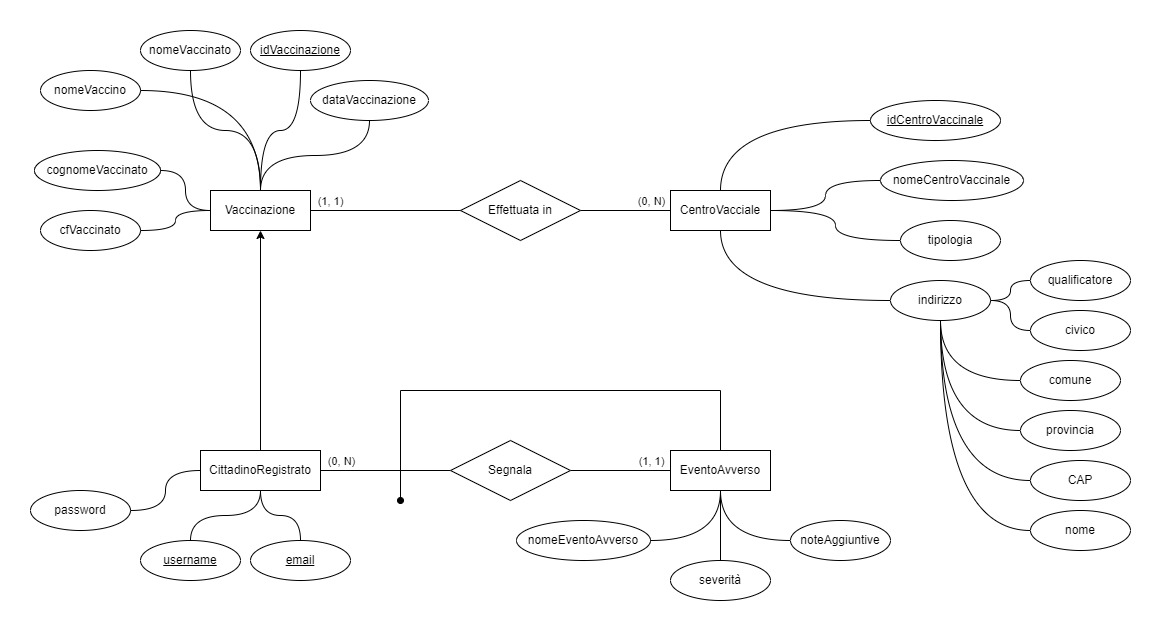 nomeVaccinato
idVaccinazione
nomeVaccino
dataVaccinazione
idCentroVaccinale
cognomeVaccinato
nomeCentroVaccinale
Vaccinazione
(1, 1)
Effettuata in
(0, N)
CentroVacciale
cfVaccinato
tipologia
qualificatore
indirizzo
civico
comune
provincia
CittadinoRegistrato
(0, N)
Segnala
(1, 1)
EventoAvverso
CAP
password
nome
nomeEventoAvverso
noteAggiuntive
username
email
severità